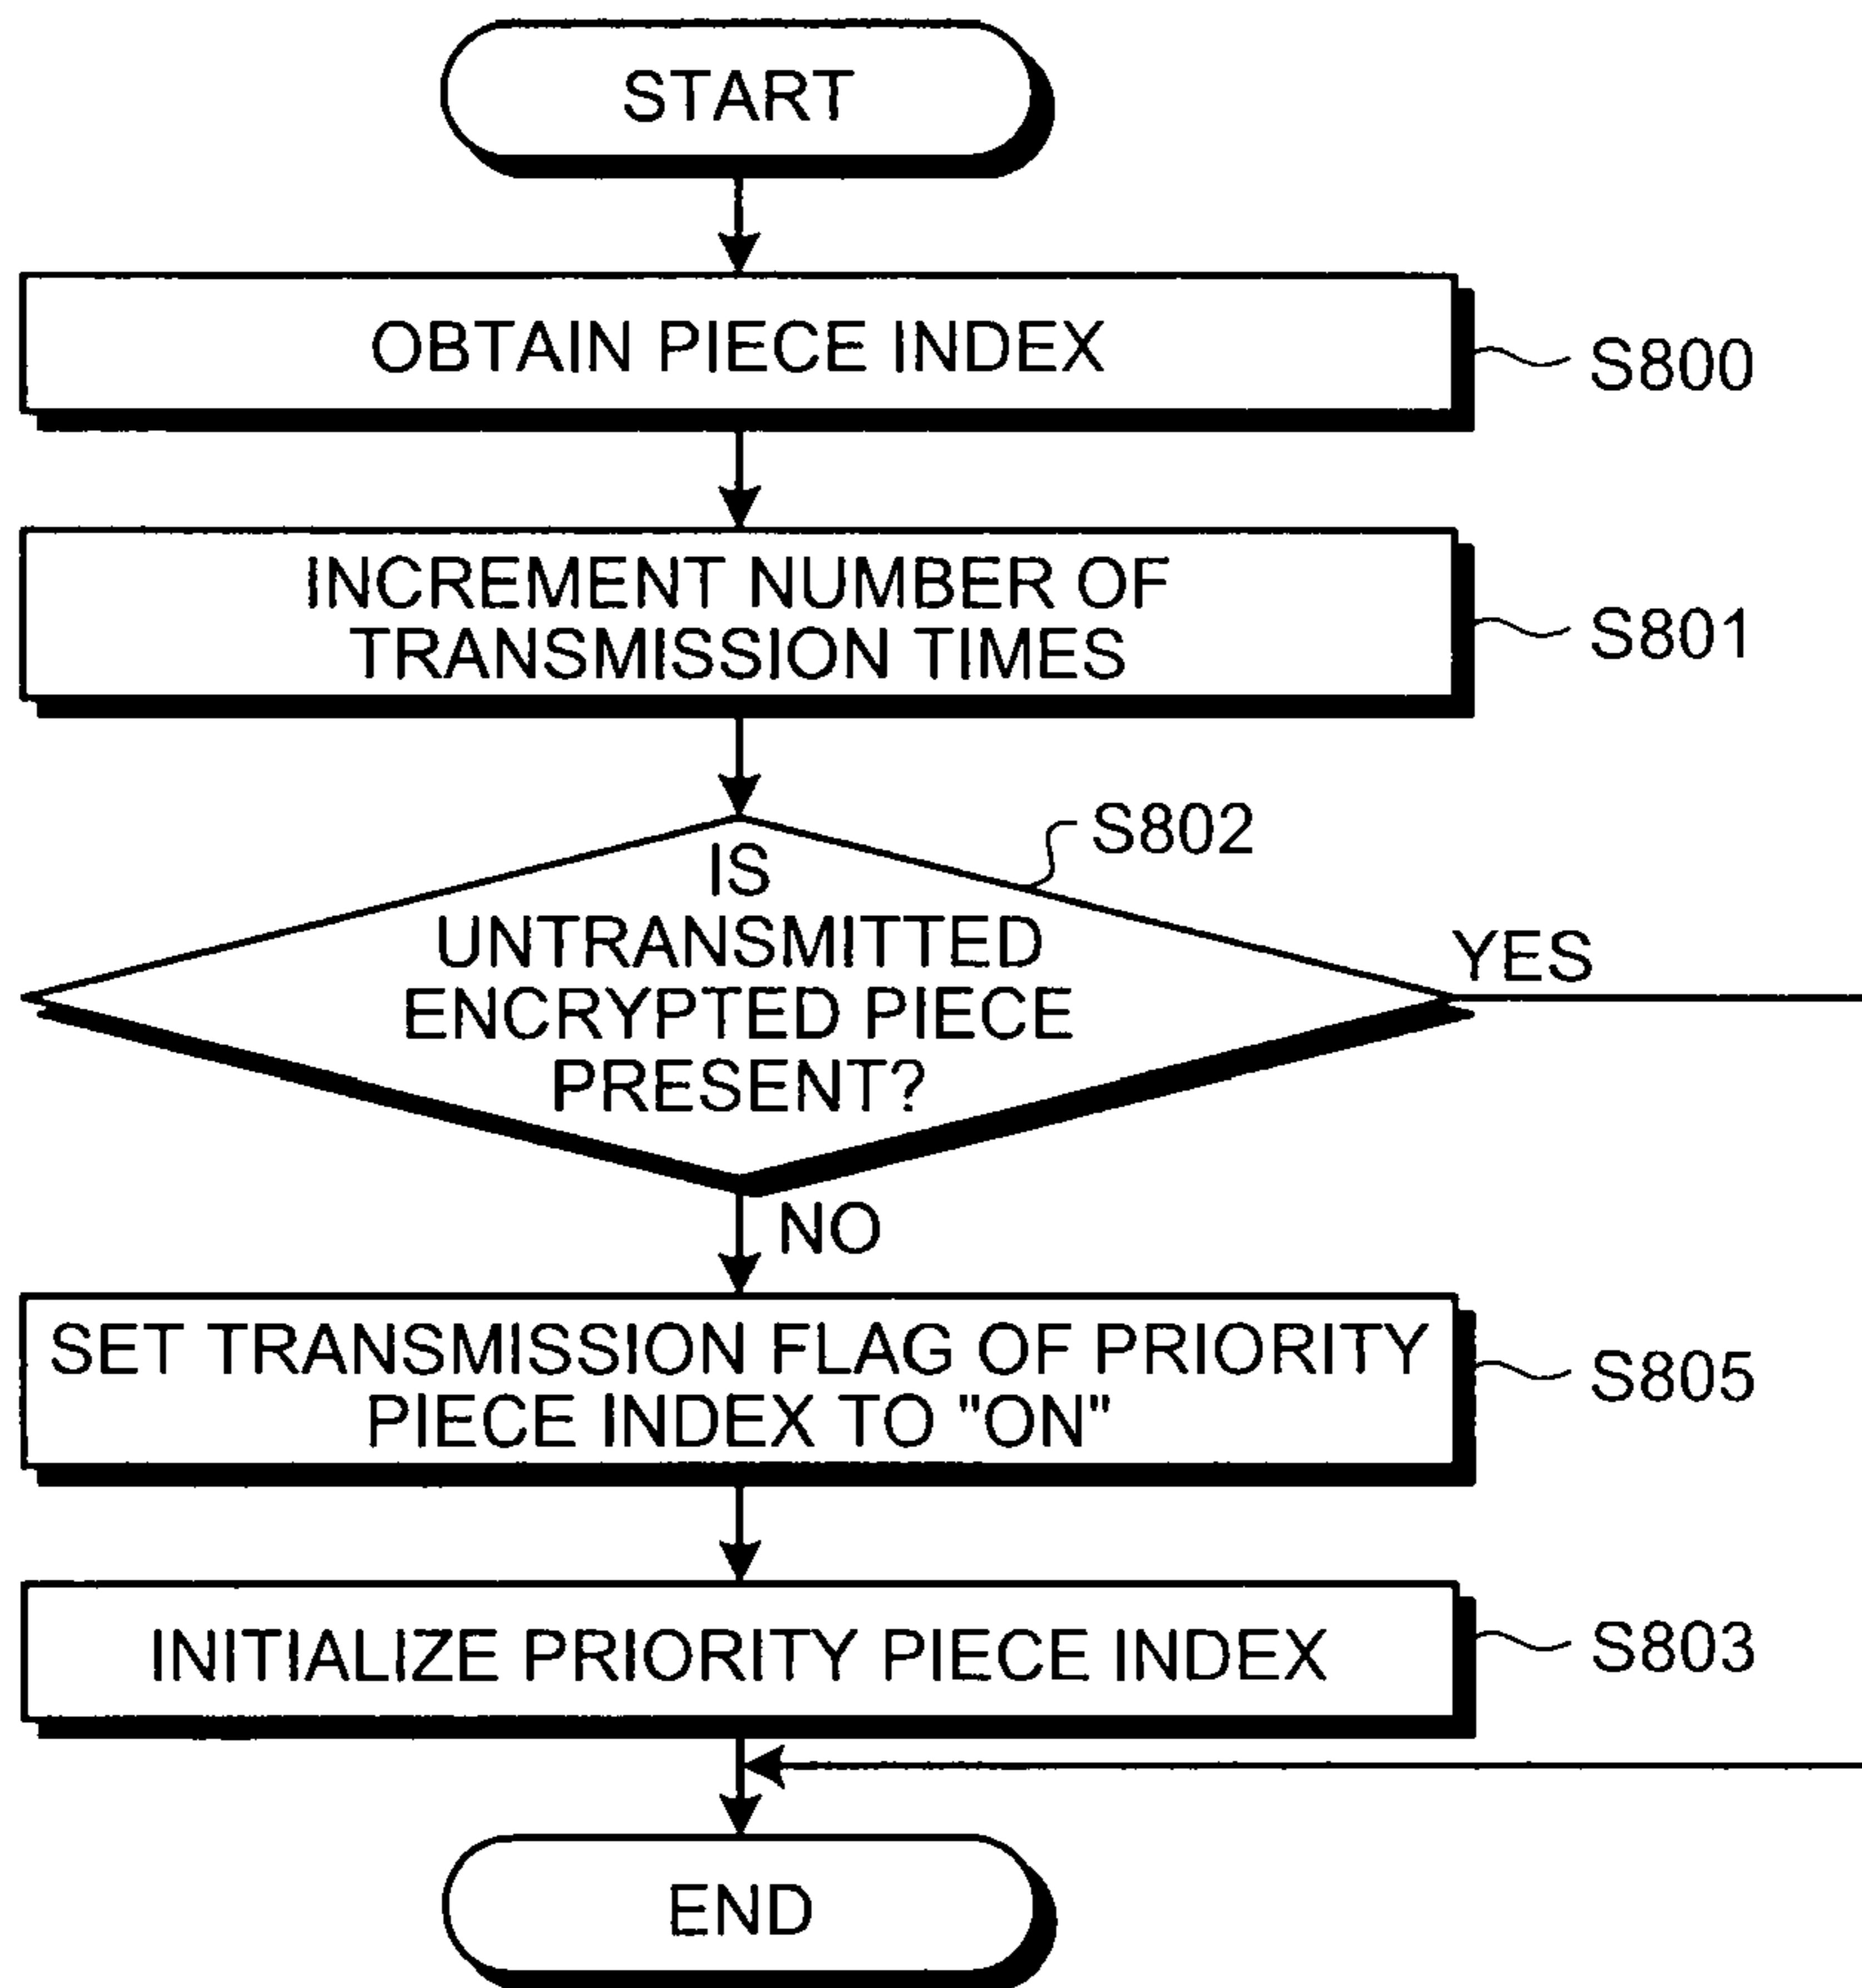 START
OBTAIN PIECE INDEX
S800
INCREMENT NUMBER OF
TRANSMISSION TIMES
S801
S802
IS
UNTRANSMITTED
ENCRYPTED PIECE
PRESENT?
YES
NO
SET TRANSMISSION FLAG OF PRIORITY
PIECE INDEX TO "ON"
S805
INITIALIZE PRIORITY PIECE INDEX
S803
END